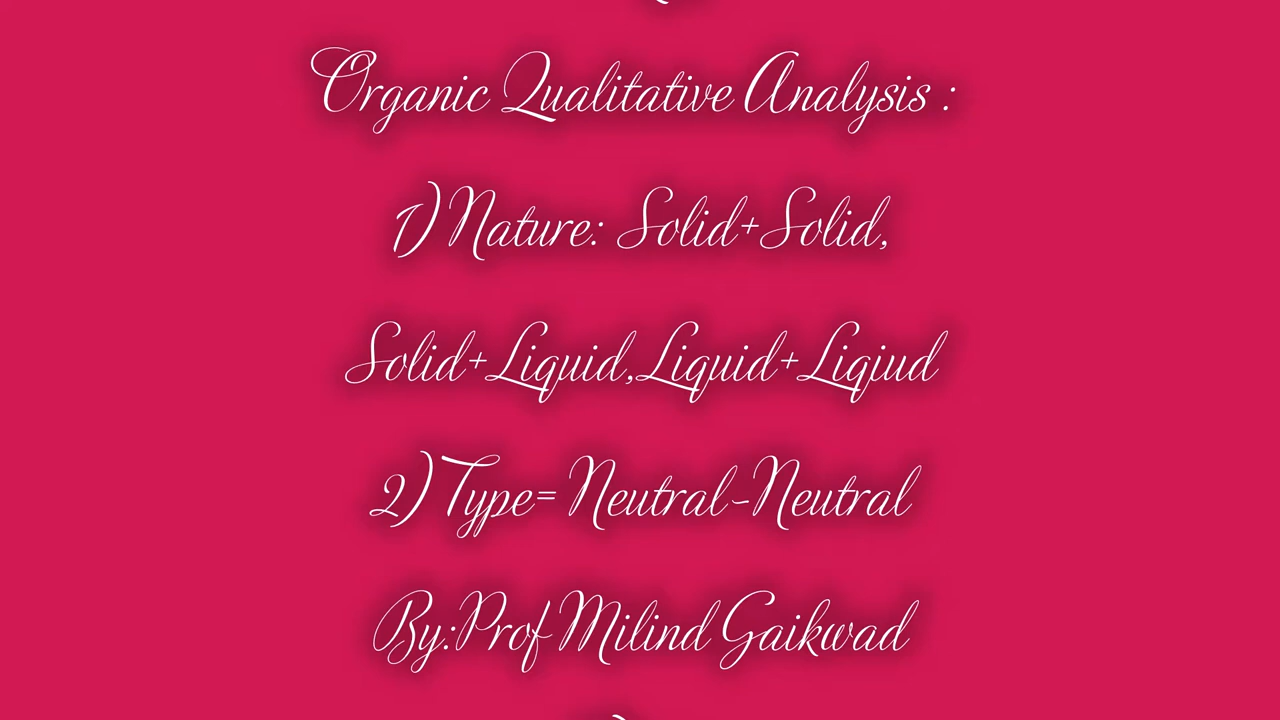 Organic Qualitative Analysis :
1) Nature: Solid+Solid,
Solid+Liquid,Liquid+Liqiud
2) Type= Neutral-Neutral
By:Prof Milind Gaikwad